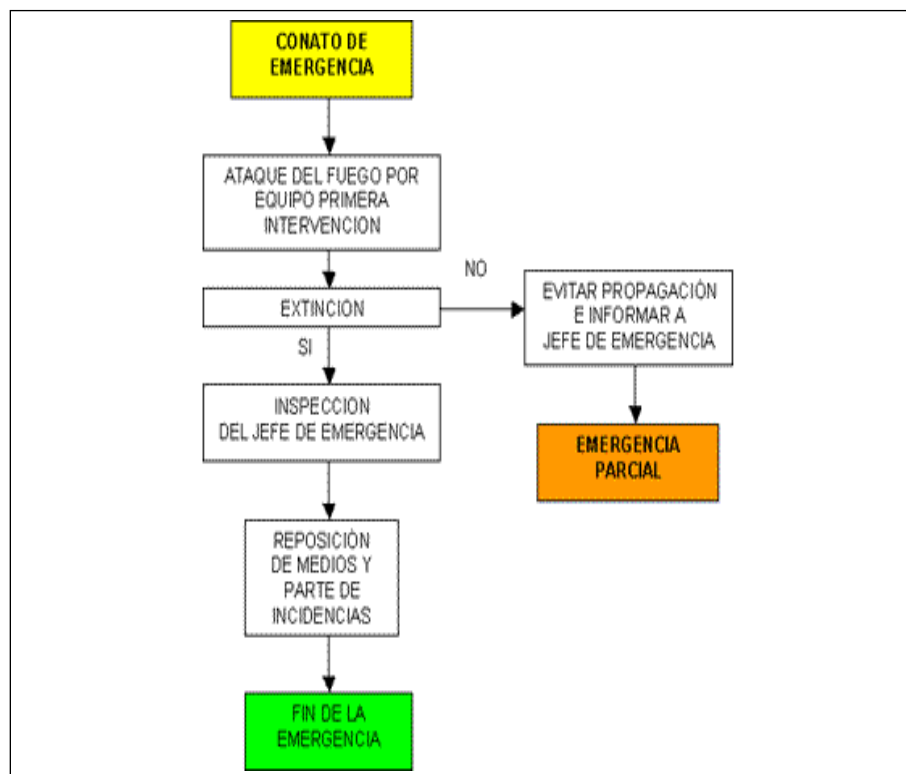 CONATO DE
EMERGENCIA
ATAQUE DEL FUEGO POR
EQUIPO PRIMERA
INTERVENCION
EXTINCION
NO
EVITAR PROPAGACIÓN
E INFORMAR A
JEFE DE EMERGENCIA
SI
INSPECCION
DEL JEFE DE EMERGENCIA
EMERGENCIA
PARCIAL
REPOSICIÓN
DE MEDIOS Y
PARTE DE
INCIDENCIAS
FIN DE LA
EMERGENCIA